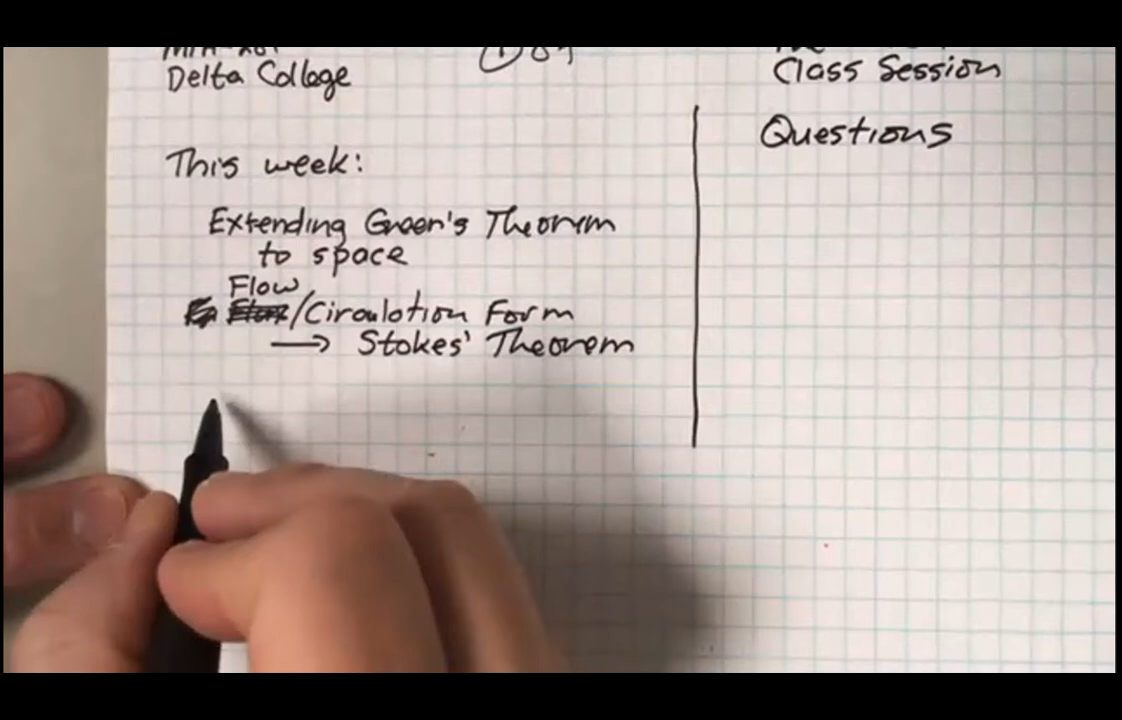 Delta College
Class Session
Questions
This week:
Extending Green's Theorem
to space
Flow
/Circulation Form
→ Stokes' Theorem